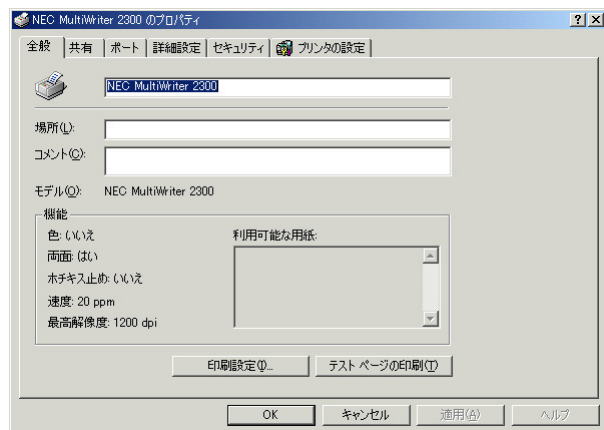 NEC MultiWriter 2300 のプロパティ
全般 共有 ポート 詳細設定 セキュリティ プリンタの設定
NEC MultiWriter 2300
場所(L):
コメント(C):
モデル(O): NEC MultiWriter 2300
機能
色: いいえ 利用可能な用紙:
両面: はい
ホチキス止め: いいえ
速度: 20 ppm
最高解像度: 1200 dpi
印刷設定(I)... テスト ページの印刷(T)
OK キャンセル 適用(A) ヘルプ